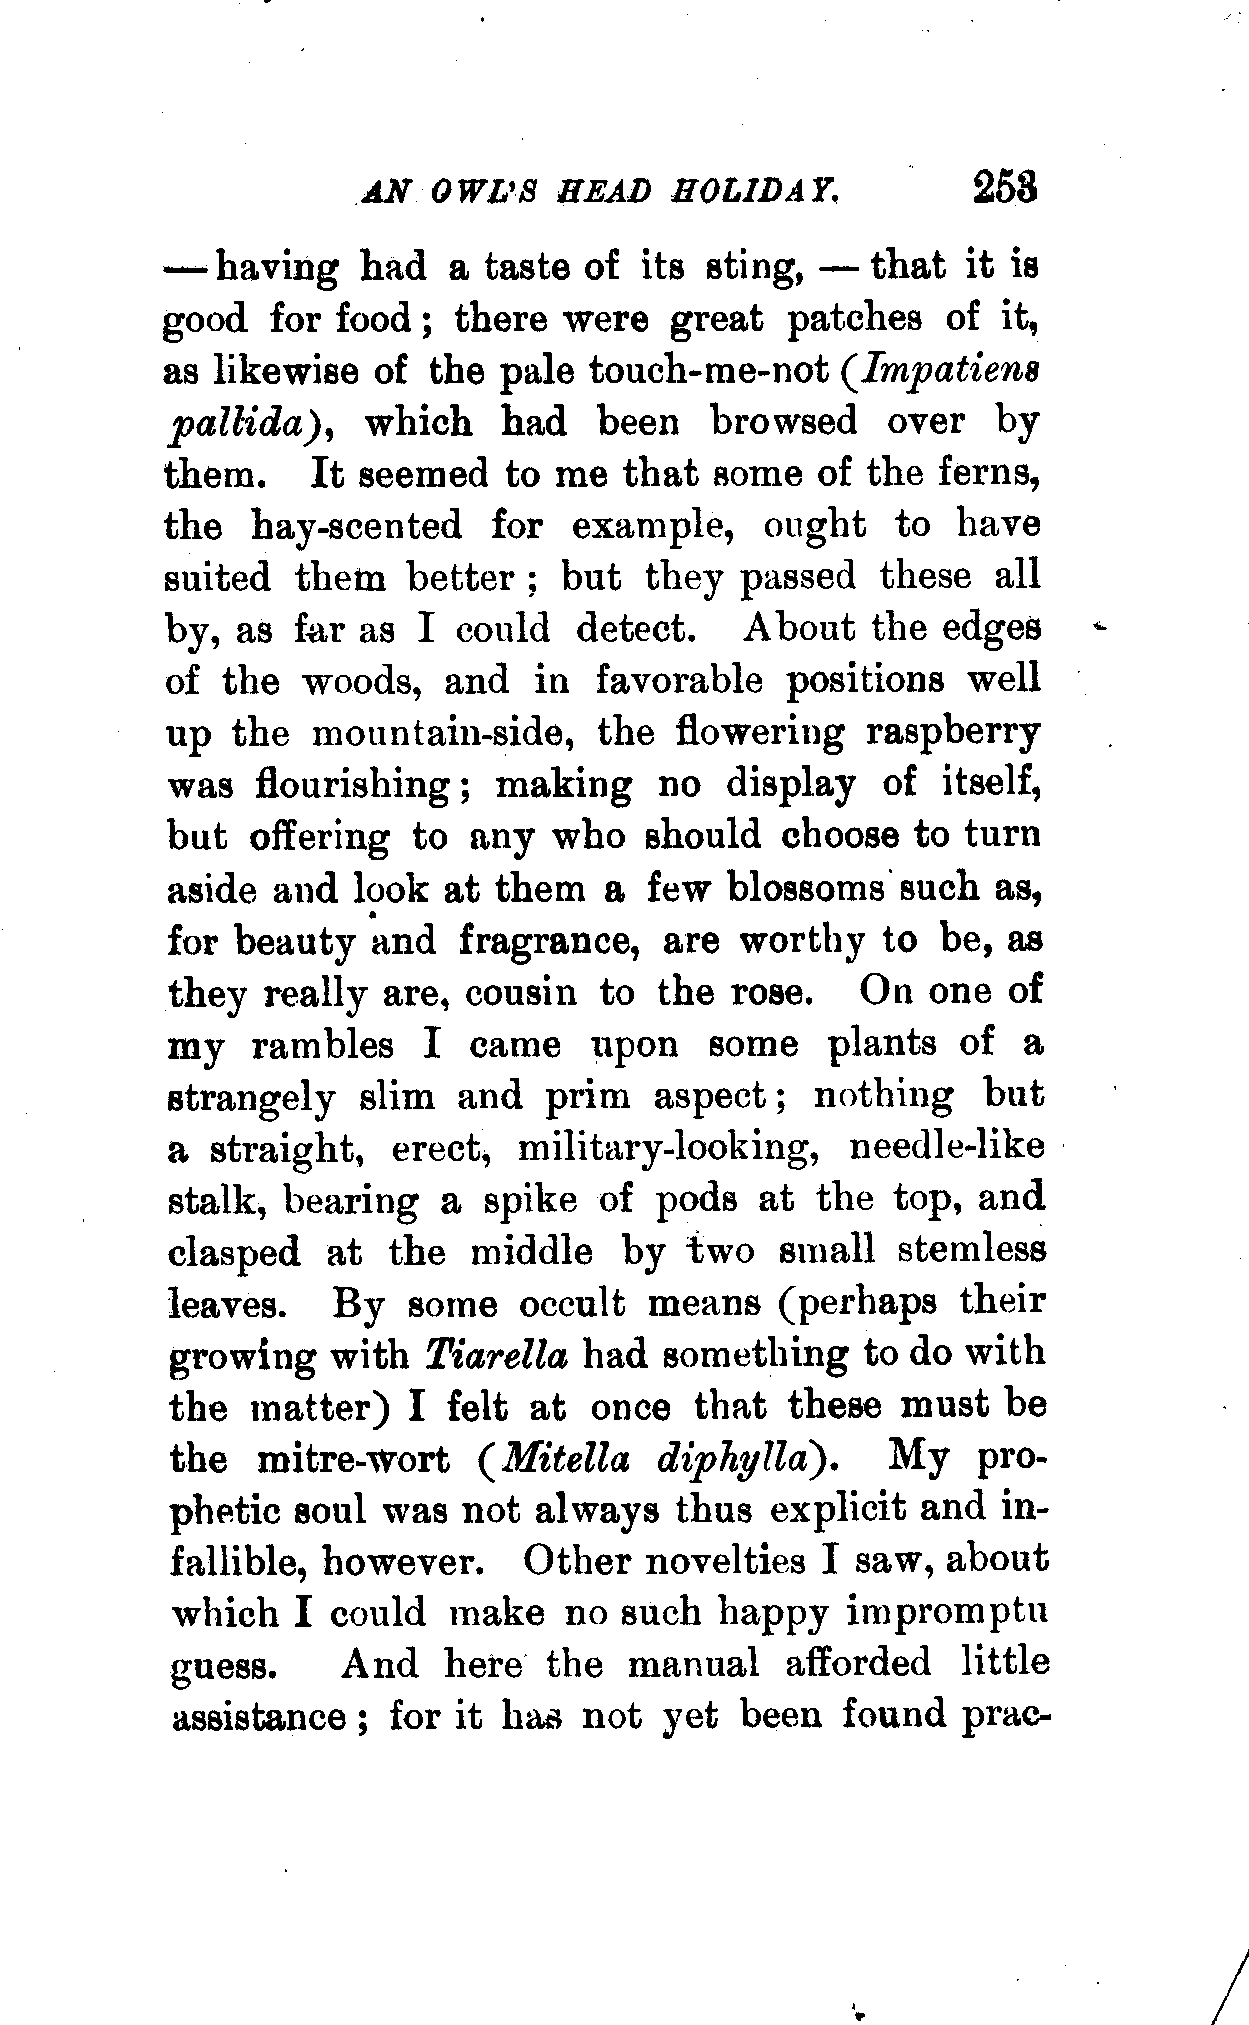 AN OWL'S HEAD HOLIDAY. 253
— having had a taste of its sting, — that it is
good for food ; there were great patches of it,
as likewise of the pale touch-me-not (Impatiens
pallida), which had been browsed over by
them. It seemed to me that some of the ferns,
the hay-scented for example, ought to have
suited them better ; but they passed these all
by, as far as I could detect. About the edges
of the woods, and in favorable positions well
up the mountain-side, the flowering raspberry
was flourishing ; making no display of itself,
but offering to any who should choose to turn
aside and look at them a few blossoms such as,
for beauty and fragrance, are worthy to be, as
they really are, cousin to the rose. On one of
my rambles I came upon some plants of a
strangely slim and prim aspect ; nothing but
a straight, erect, military-looking, needle-like
stalk, bearing a spike of pods at the top, and
clasped at the middle by two small stemless
leaves. By some occult means (perhaps their
growing with Tiarella had something to do with
the matter) I felt at once that these must be
the mitre-wort (Mitella diphylla). My pro-
phetic soul was not always thus explicit and in-
fallible, however. Other novelties I saw, about
which I could make no such happy impromptu
guess. And here the manual afforded little
assistance ; for it has not yet been found prac-